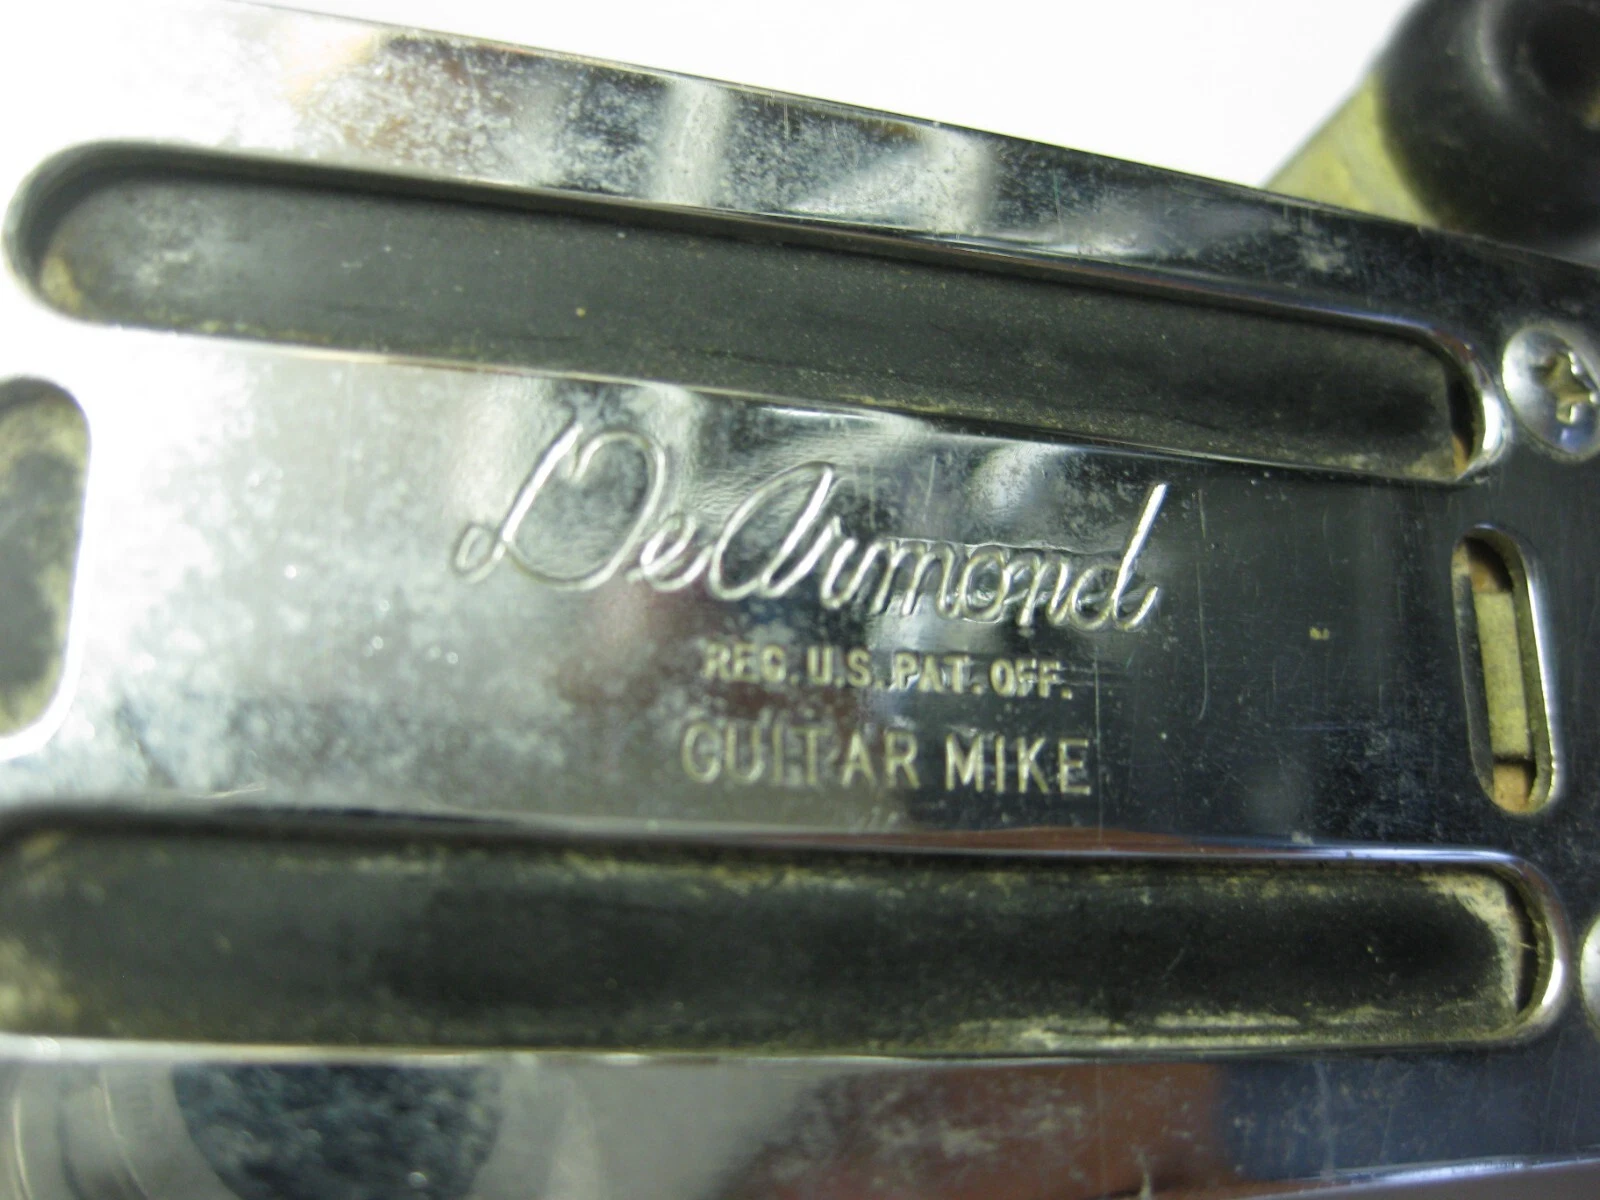 DeArmond
REG. U.S. PAT. OFF.
GUITAR MIKE